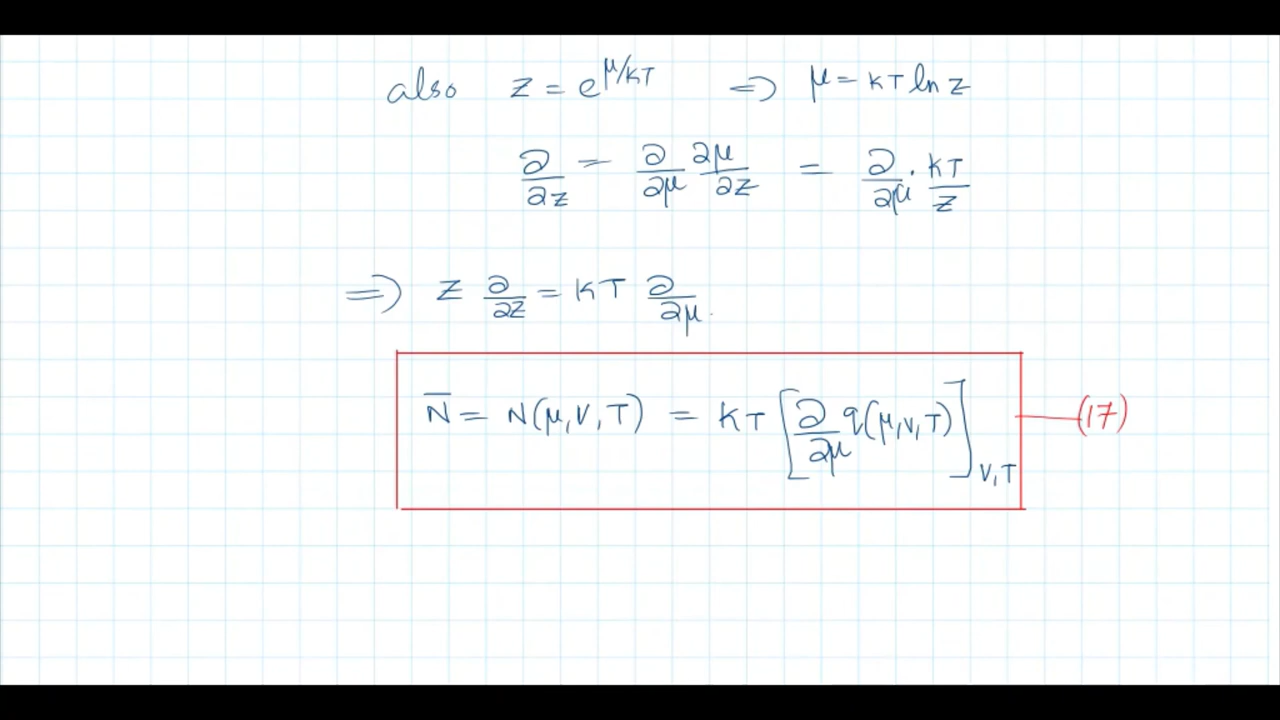 also z = e^{μ/KT} ⇒ μ = KT ln z
∂/∂z = ∂/∂μ ∂μ/∂z = ∂/∂μ · KT/z
⇒ z ∂/∂z = KT ∂/∂μ
N̅ = N(μ,V,T) = KT [∂/∂μ q(μ,V,T)]_{V,T} (17)